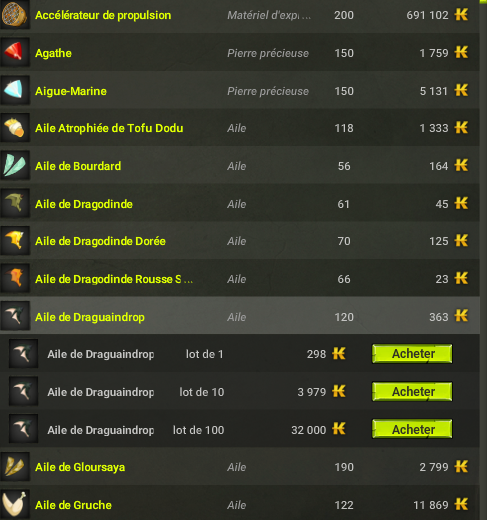 Accélérateur de propulsion Matériel d'expl ... 200 691 102
Agathe Pierre précieuse 150 1 759
Aigue-Marine Pierre précieuse 150 5 131
Aile Atrophiée de Tofu Dodu Aile 118 1 333
Aile de Bourdard Aile 56 164
Aile de Dragodinde Aile 61 45
Aile de Dragodinde Dorée Aile 70 125
Aile de Dragodinde Rousse S ... Aile 66 23
Aile de Draguaindrop Aile 120 363
Aile de Draguaindrop lot de 1 298 Acheter
Aile de Draguaindrop lot de 10 3 979 Acheter
Aile de Draguaindrop lot de 100 32 000 Acheter
Aile de Gloursaya Aile 190 2 799
Aile de Gruche Aile 122 11 869